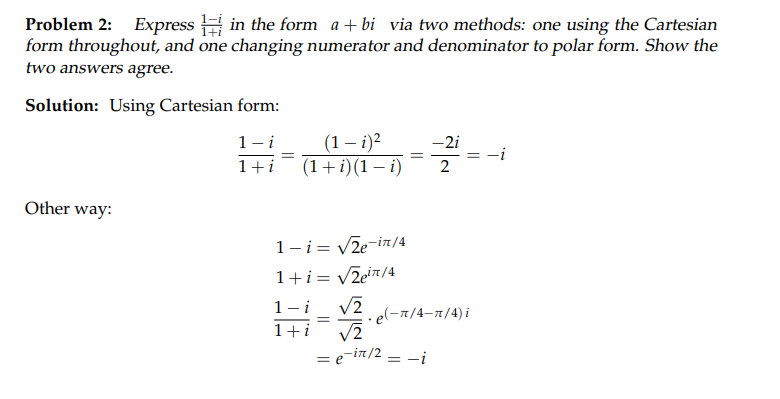 Problem 2: Express \frac{1-i}{1+i} in the form a + bi via two methods: one using the Cartesian
form throughout, and one changing numerator and denominator to polar form. Show the
two answers agree.
Solution: Using Cartesian form:
\frac{1-i}{1+i} = \frac{(1-i)^2}{(1+i)(1-i)} = \frac{-2i}{2} = -i
Other way:
1 - i = \sqrt{2}e^{-i\pi/4}
1 + i = \sqrt{2}e^{i\pi/4}
\frac{1-i}{1+i} = \frac{\sqrt{2}}{\sqrt{2}} \cdot e^{(-\pi/4-\pi/4)i}
= e^{-i\pi/2} = -i